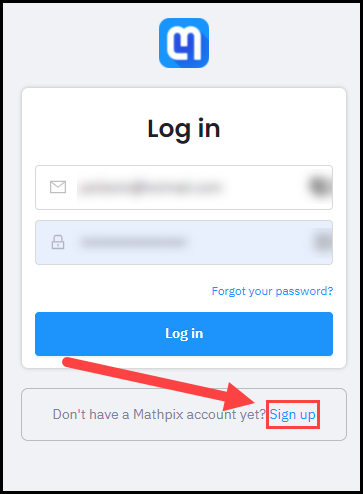 Log in
Forgot your password?
Log in
Don't have a Mathpix account yet? Sign up